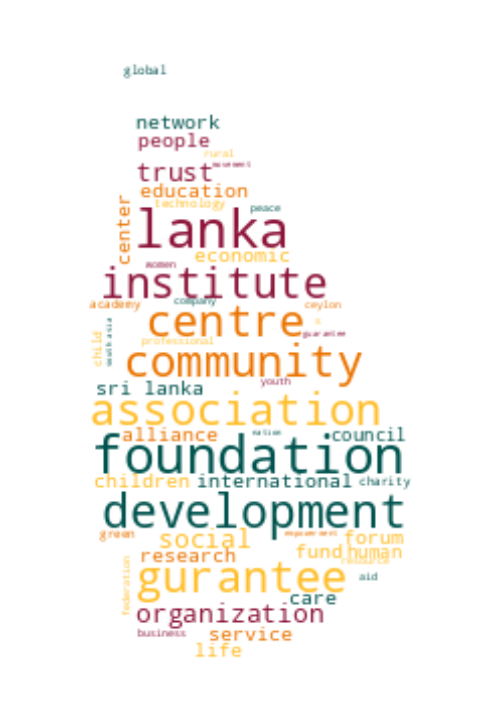 global
network
people
rural
trust movement
education
technology
center
peace
lanka
economic
women
institute
academy company ceylon
centre
guarantee
south asia
child
professional
community
youth
sri lanka
association
alliance nation council
foundation
children international charity
development
green empowerment
social forum
research fund human
resource
gurantee aid
federation
care
organization
business service
life